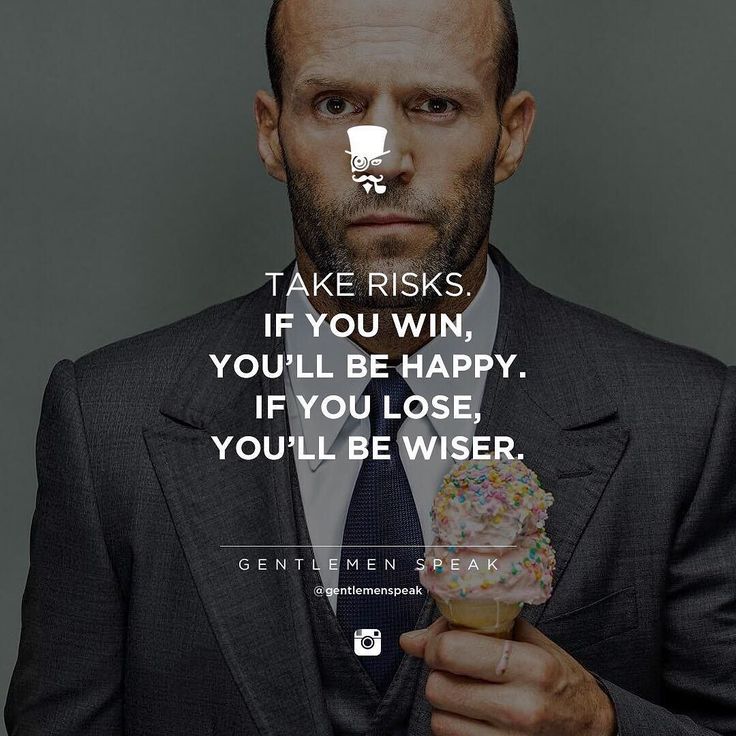 TAKE RISKS.
IF YOU WIN,
YOU'LL BE HAPPY.
IF YOU LOSE,
YOU'LL BE WISER.
GENTLEMEN SPEAK
@gentlemenspeak